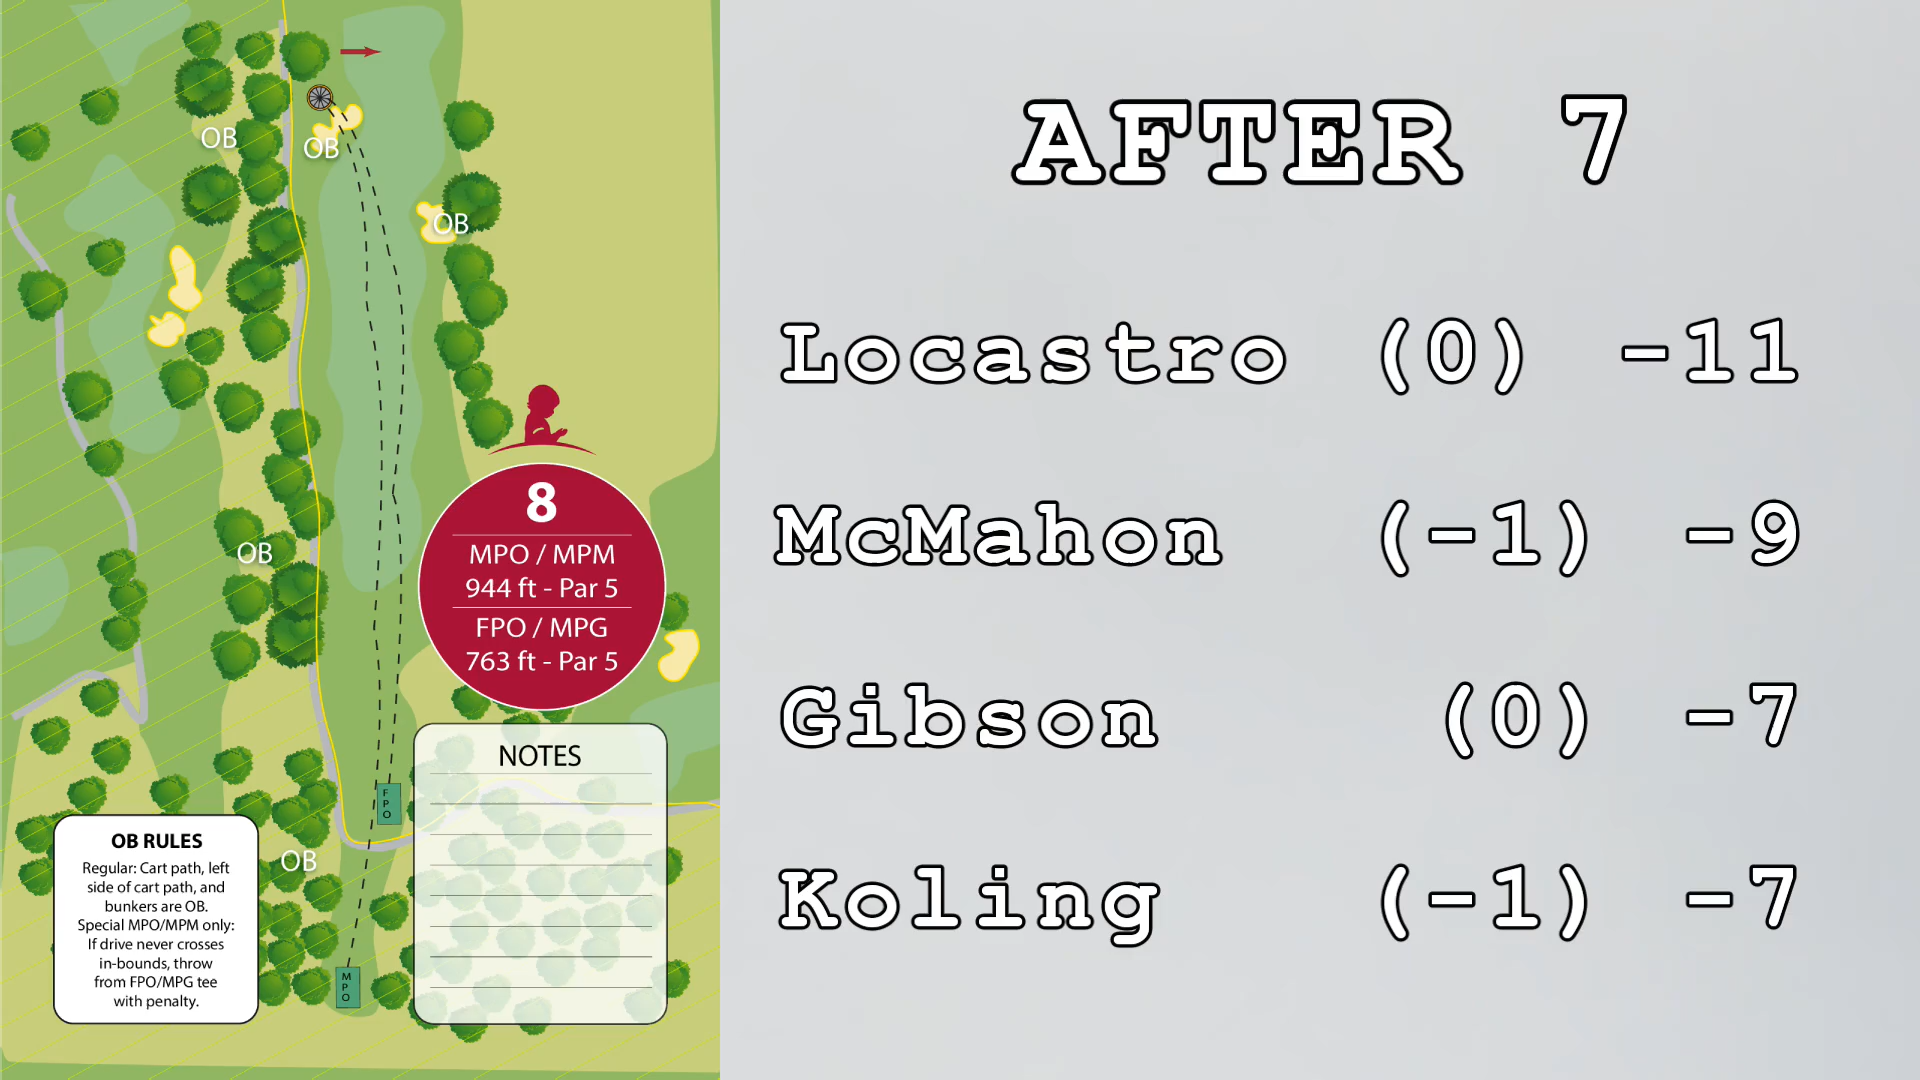 OB
OB
OB
OB
OB
8
MPO / MPM
944 ft - Par 5
FPO / MPG
763 ft - Par 5
NOTES
FPO
MPO
OB RULES
Regular: Cart path, left
side of cart path, and
bunkers are OB.
Special MPO/MPM only:
If drive never crosses
in-bounds, throw
from FPO/MPG tee
with penalty.
AFTER 7
Locastro (0) -11
McMahon (-1) -9
Gibson (0) -7
Koling (-1) -7